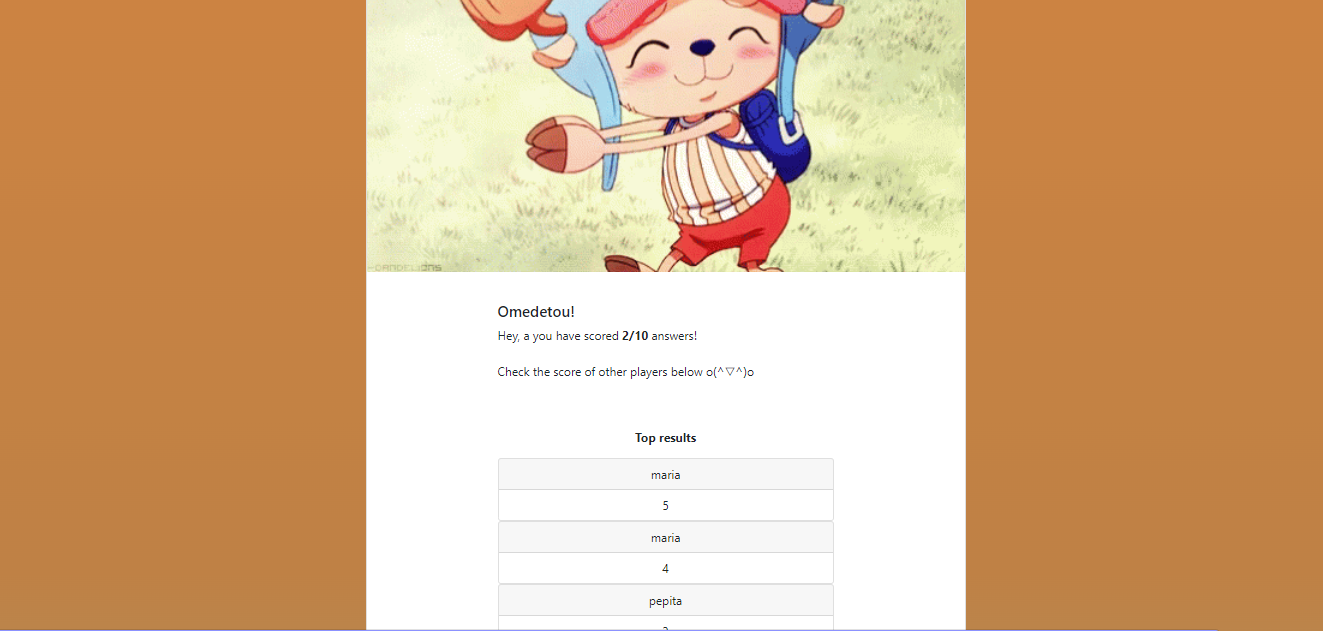 Omedetou!
Hey, a you have scored 2/10 answers!
Check the score of other players below o(^▽^)o
Top results
maria
5
maria
4
pepita